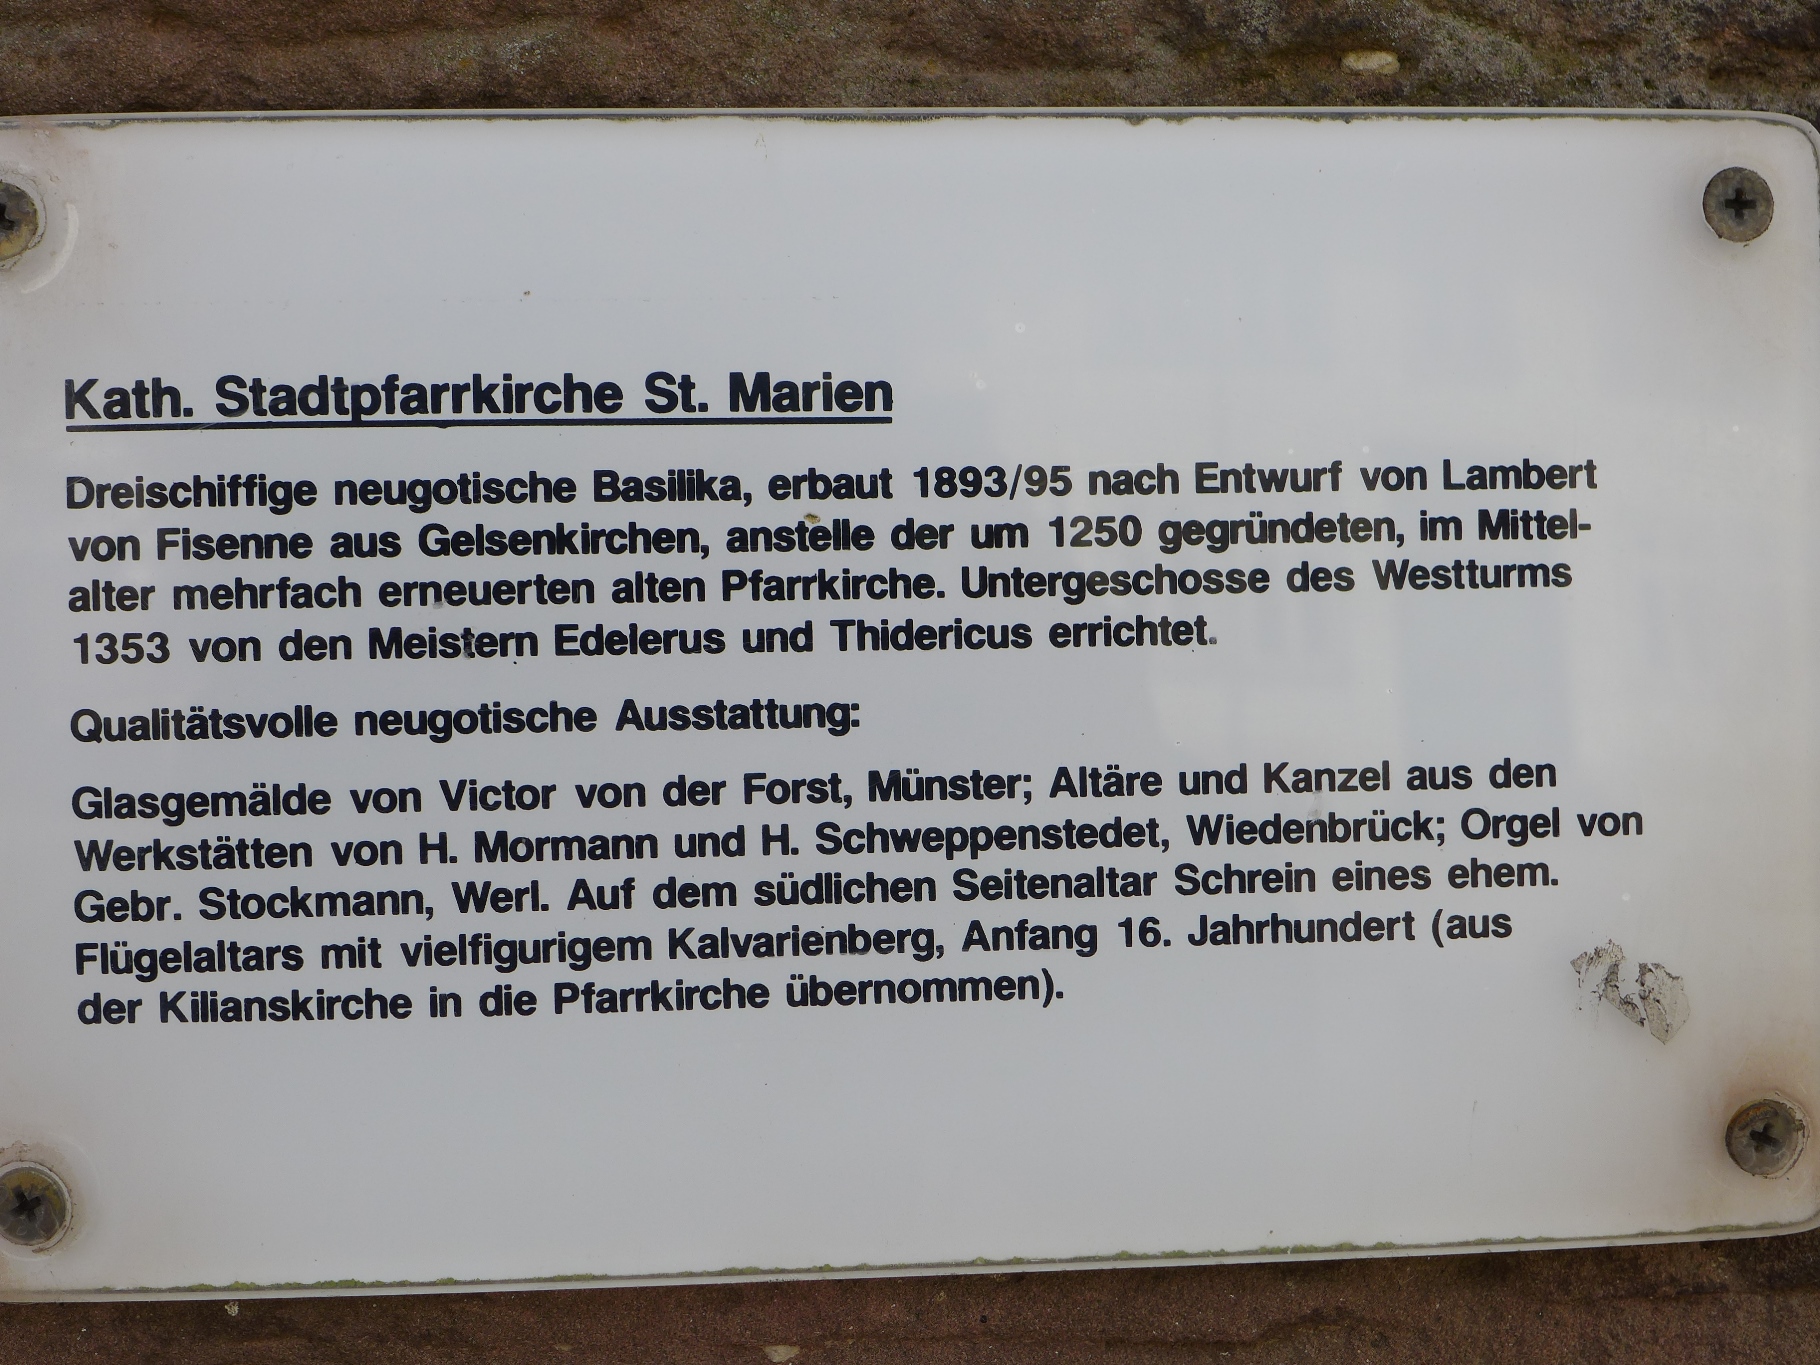 Kath. Stadtpfarrkirche St. Marien
Dreischiffige neugotische Basilika, erbaut 1893/95 nach Entwurf von Lambert
von Fisenne aus Gelsenkirchen, anstelle der um 1250 gegründeten, im Mittel-
alter mehrfach erneuerten alten Pfarrkirche. Untergeschosse des Westturms
1353 von den Meistern Edelerus und Thidericus errichtet.
Qualitätsvolle neugotische Ausstattung:
Glasgemälde von Victor von der Forst, Münster; Altäre und Kanzel aus den
Werkstätten von H. Mormann und H. Schweppenstedet, Wiedenbrück; Orgel von
Gebr. Stockmann, Werl. Auf dem südlichen Seitenaltar Schrein eines ehem.
Flügelaltars mit vielfigurigem Kalvarienberg, Anfang 16. Jahrhundert (aus
der Kilianskirche in die Pfarrkirche übernommen).